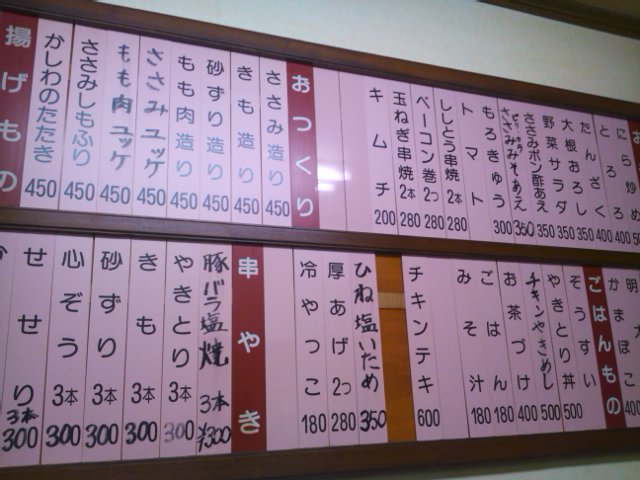 にら炒め 400
とろろ 400
たんざく 350
大根おろし 350
野菜サラダ 350
ささみポン酢あえ 350
もろきゅう 300
トマト
ししとう串焼 2本 280
ベーコン巻 2つ 280
玉ねぎ串焼 2本 280
キムチ 200
おつくり
ささみ造り 450
きも造り 450
砂ずり造り 450
もも肉造り 450
ささみユッケ 450
もも肉ユッケ 450
ささみしもふり 450
かしわのたたき 450
揚げもの
かまぼこ 400
ごはんもの
ぞうすい 500
やきとり丼 500
チキンやきめし 500
お茶づけ 400
ごはん 180
みそ汁 180
チキンテキ 600
ひね塩いため 350
厚あげ 2つ 280
冷やっこ 180
串やき
豚バラ塩焼 3本 ¥300
やきとり 3本 300
きも 3本 300
砂ずり 3本 300
心ぞう 3本 300
せせり 3本 300